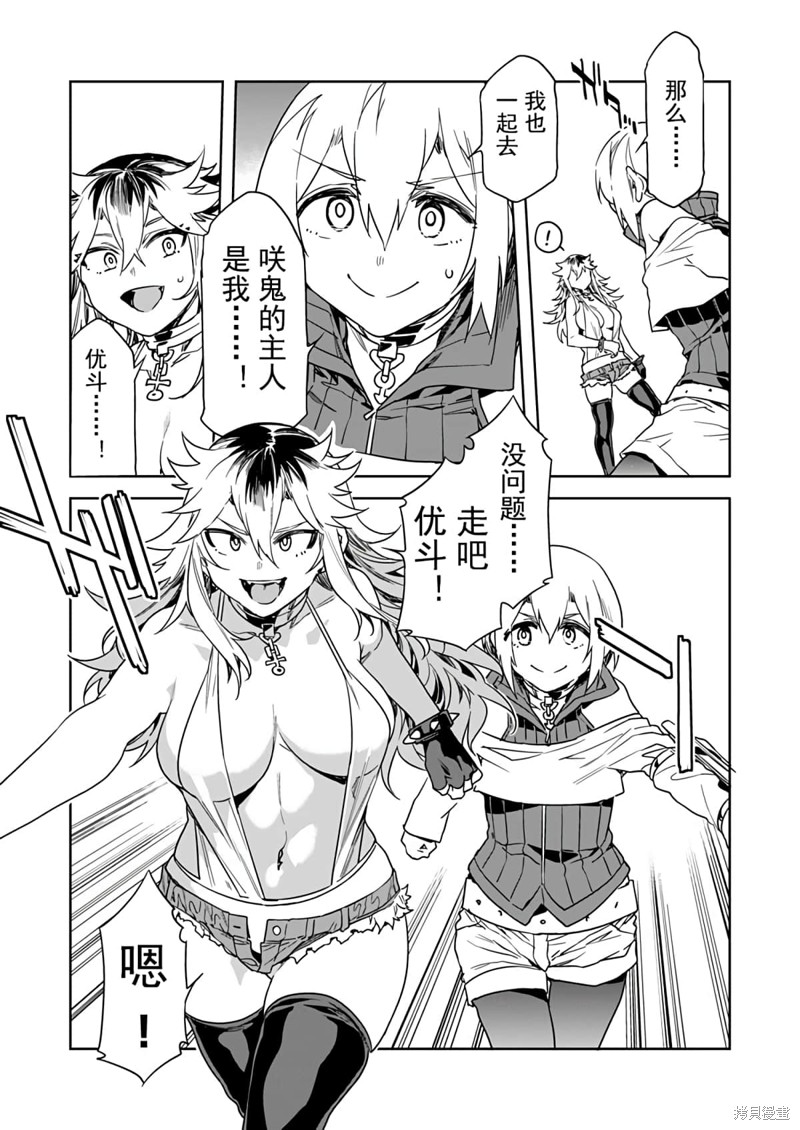 那么……
我也
一起去
！
咲鬼的主人
是我……！
优斗……！
没问题……
走吧
优斗！
嗯！
拷贝漫畫